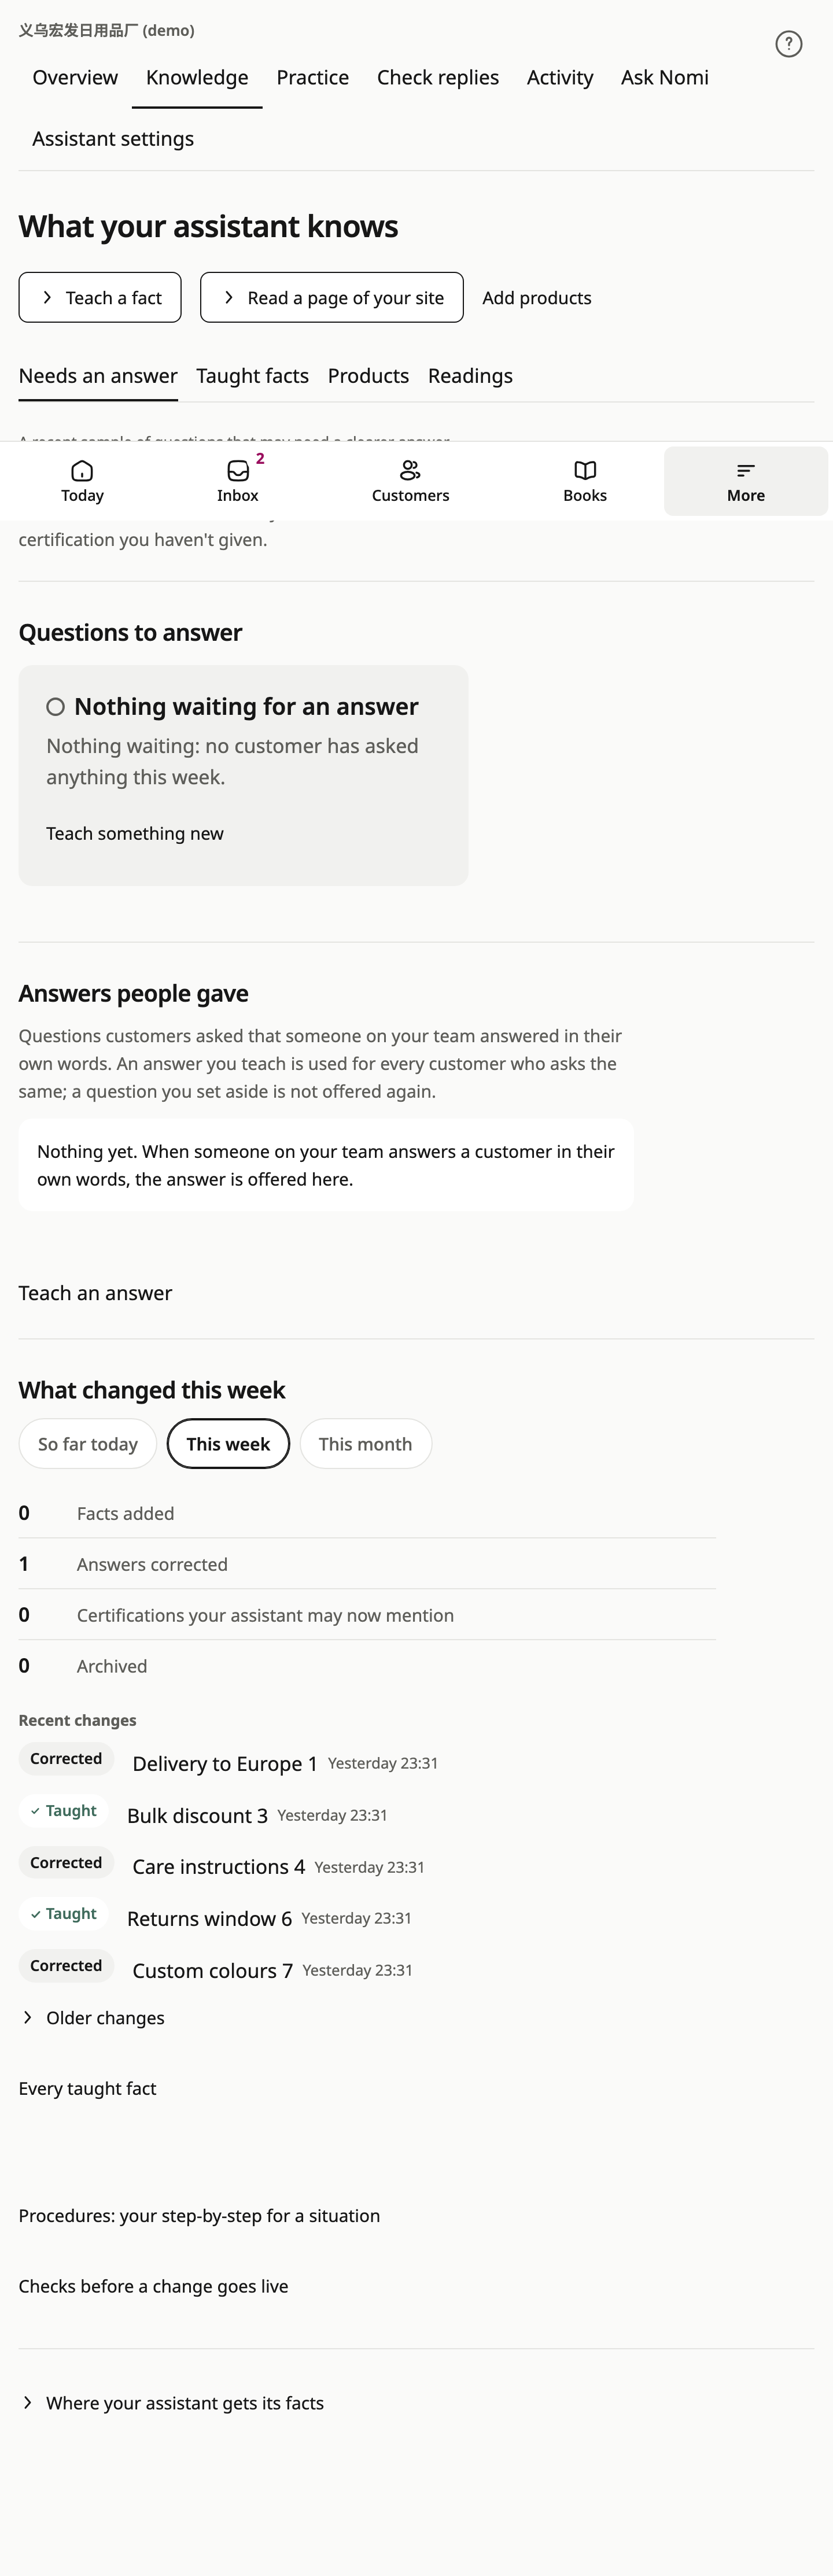 义乌宏发日用品厂 (demo)
Overview
Knowledge
Practice
Check replies
Activity
Ask Nomi
Assistant settings
What your assistant knows
Teach a fact
Read a page of your site
Add products
Needs an answer
Taught facts
Products
Readings
Today
Inbox
2
Customers
Books
More
certification you haven't given.
Questions to answer
Nothing waiting for an answer
Nothing waiting: no customer has asked
anything this week.
Teach something new
Answers people gave
Questions customers asked that someone on your team answered in their
own words. An answer you teach is used for every customer who asks the
same; a question you set aside is not offered again.
Nothing yet. When someone on your team answers a customer in their
own words, the answer is offered here.
Teach an answer
What changed this week
So far today
This week
This month
0 Facts added
1 Answers corrected
0 Certifications your assistant may now mention
0 Archived
Recent changes
Corrected Delivery to Europe 1 Yesterday 23:31
Taught Bulk discount 3 Yesterday 23:31
Corrected Care instructions 4 Yesterday 23:31
Taught Returns window 6 Yesterday 23:31
Corrected Custom colours 7 Yesterday 23:31
Older changes
Every taught fact
Procedures: your step-by-step for a situation
Checks before a change goes live
Where your assistant gets its facts